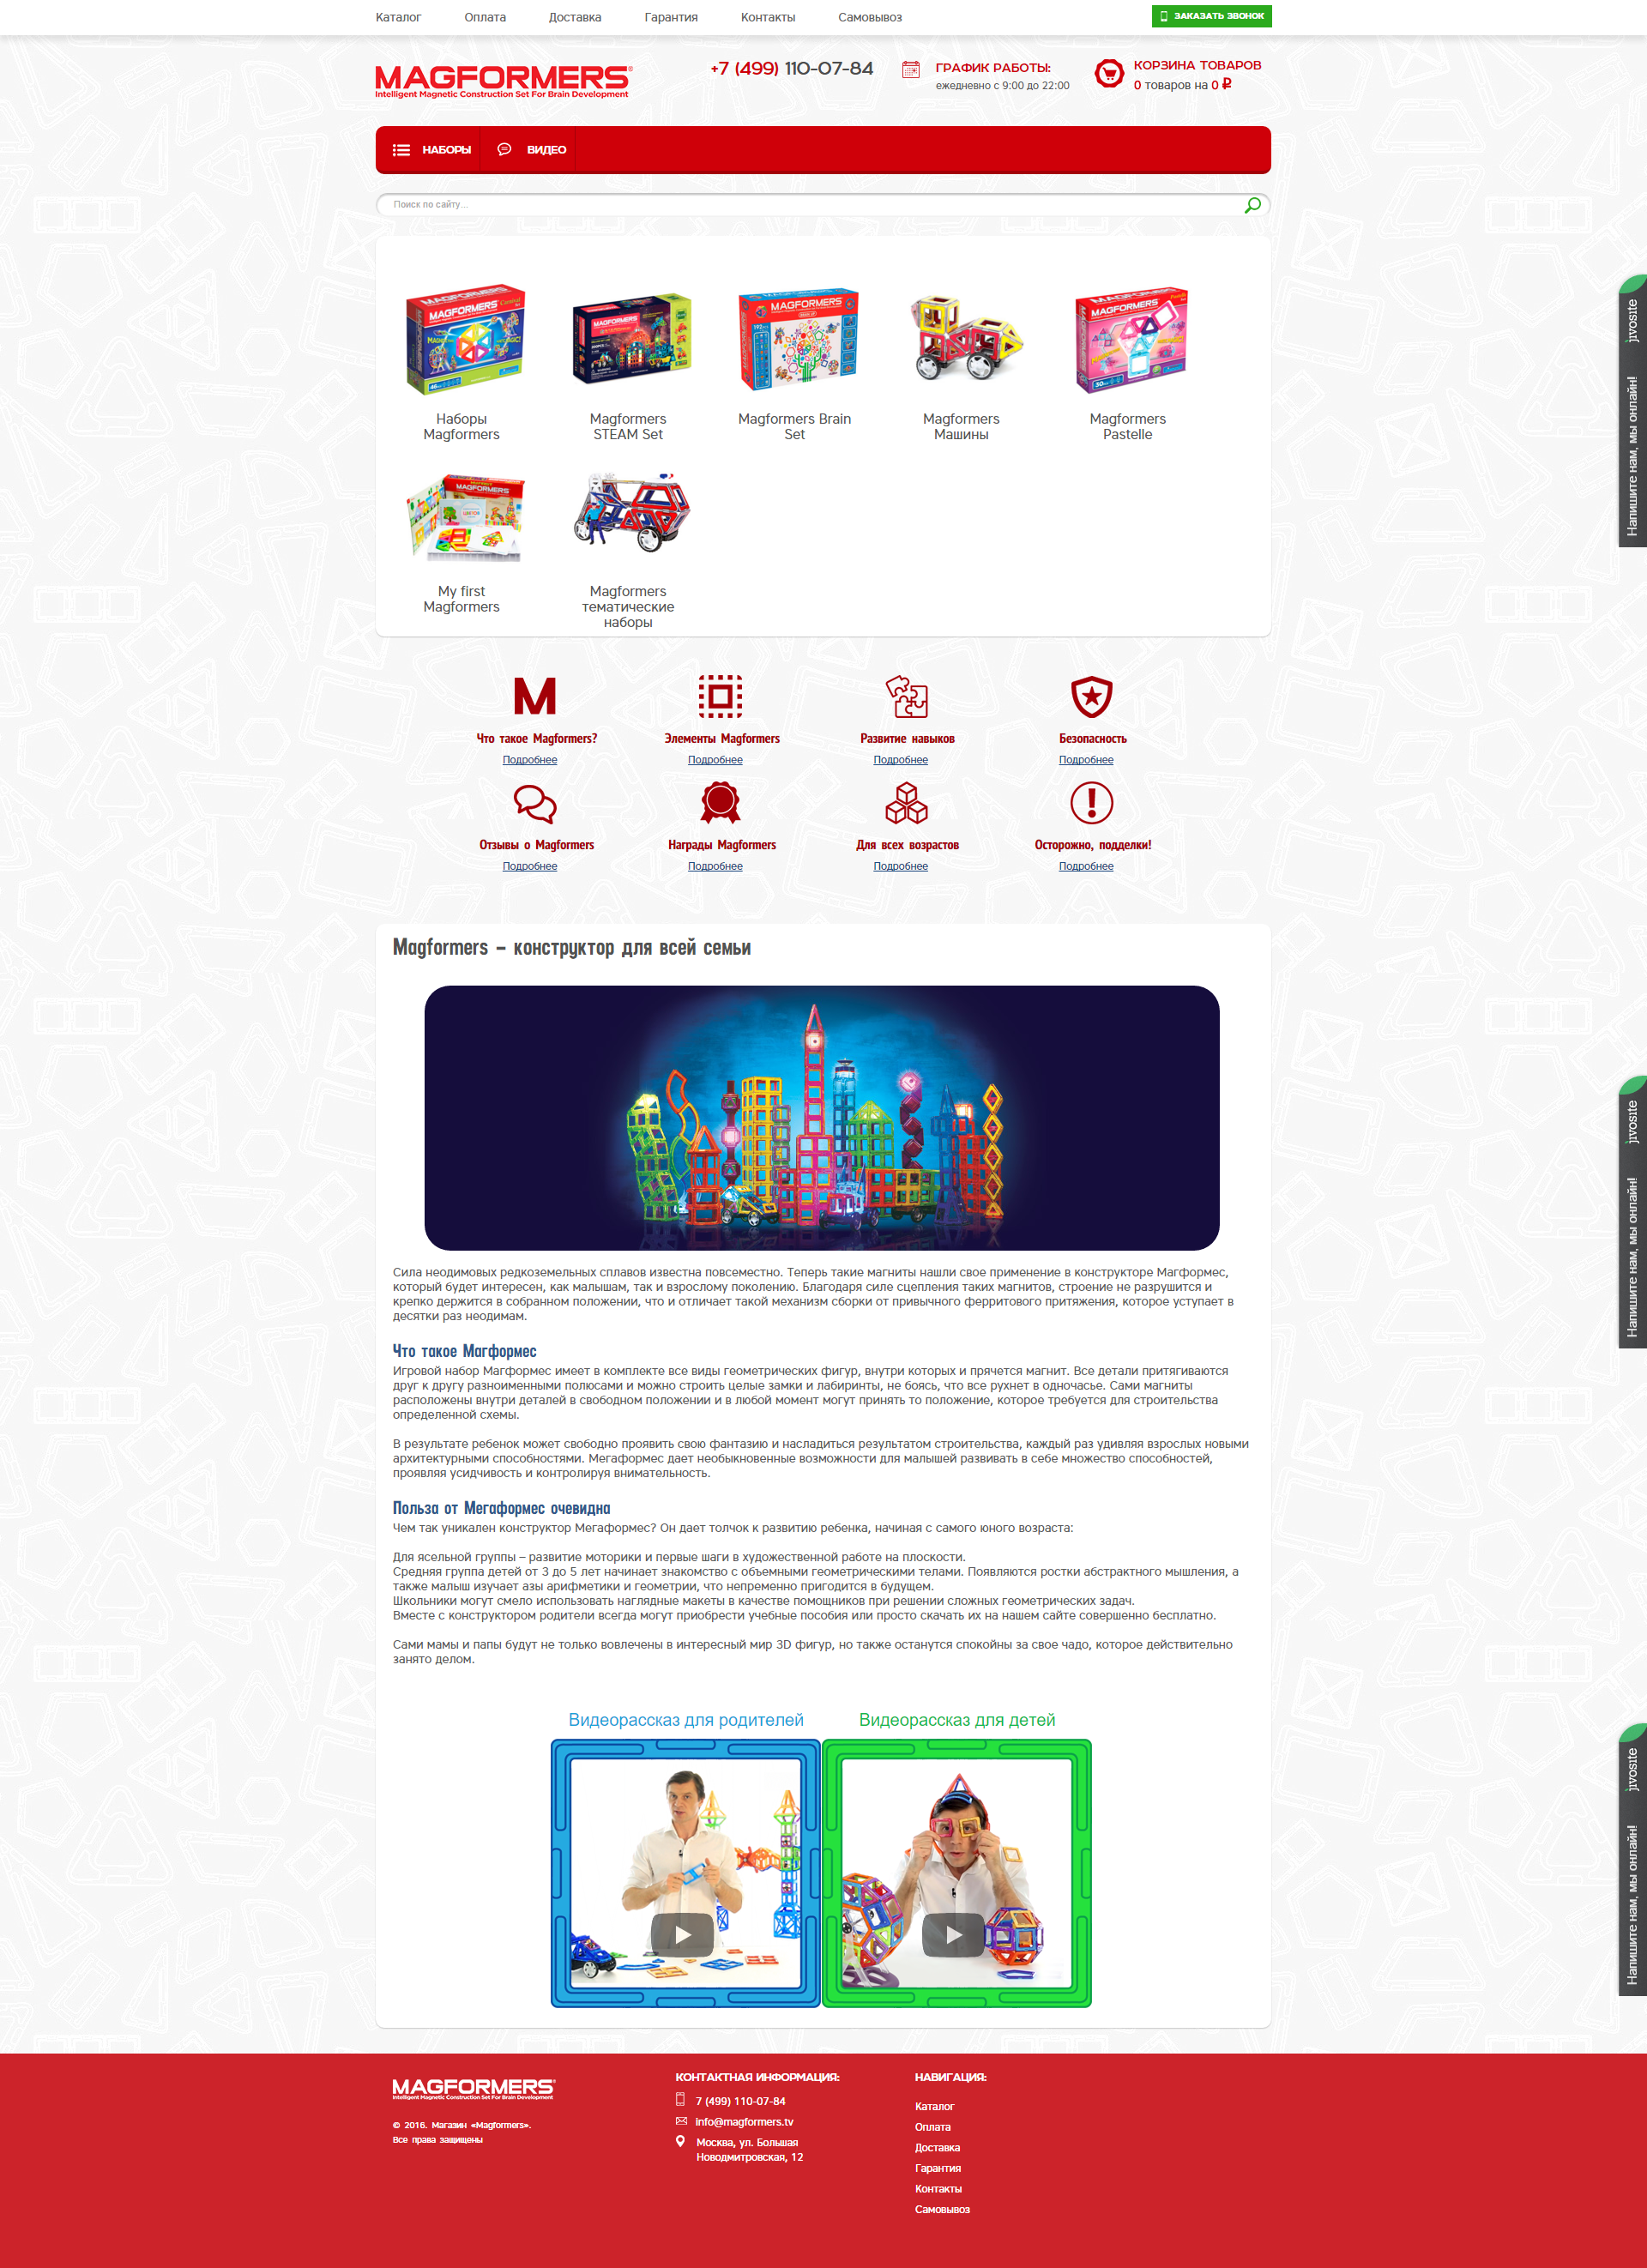 Каталог Оплата Доставка Гарантия Контакты Самовывоз ЗАКАЗАТЬ ЗВОНОК
MAGFORMERS®
Intelligent Magnetic Construction Set For Brain Development
+7 (499) 110-07-84
ГРАФИК РАБОТЫ:
ежедневно с 9:00 до 22:00
КОРЗИНА ТОВАРОВ
0 товаров на 0 ₽
НАБОРЫ ВИДЕО
Поиск по сайту...
Наборы
Magformers
Magformers
STEAM Set
Magformers Brain
Set
Magformers
Машины
Magformers
Pastelle
My first
Magformers
Magformers
тематические
наборы
Что такое Magformers?
Подробнее
Элементы Magformers
Подробнее
Развитие навыков
Подробнее
Безопасность
Подробнее
Отзывы о Magformers
Подробнее
Награды Magformers
Подробнее
Для всех возрастов
Подробнее
Осторожно, подделки!
Подробнее
Magformers – конструктор для всей семьи
Сила неодимовых редкоземельных сплавов известна повсеместно. Теперь такие магниты нашли свое применение в конструкторе Магформес,
который будет интересен, как малышам, так и взрослому поколению. Благодаря силе сцепления таких магнитов, строение не разрушится и
крепко держится в собранном положении, что и отличает такой механизм сборки от привычного ферритового притяжения, которое уступает в
десятки раз неодимам.
Что такое Магформес
Игровой набор Магформес имеет в комплекте все виды геометрических фигур, внутри которых и прячется магнит. Все детали притягиваются
друг к другу разноименными полюсами и можно строить целые замки и лабиринты, не боясь, что все рухнет в одночасье. Сами магниты
расположены внутри деталей в свободном положении и в любой момент могут принять то положение, которое требуется для строительства
определенной схемы.
В результате ребенок может свободно проявить свою фантазию и насладиться результатом строительства, каждый раз удивляя взрослых новыми
архитектурными способностями. Мегаформес дает необыкновенные возможности для малышей развивать в себе множество способностей,
проявляя усидчивость и контролируя внимательность.
Польза от Мегаформес очевидна
Чем так уникален конструктор Мегаформес? Он дает толчок к развитию ребенка, начиная с самого юного возраста:
Для ясельной группы – развитие моторики и первые шаги в художественной работе на плоскости.
Средняя группа детей от 3 до 5 лет начинает знакомство с объемными геометрическими телами. Появляются ростки абстрактного мышления, а
также малыш изучает азы арифметики и геометрии, что непременно пригодится в будущем.
Школьники могут смело использовать наглядные макеты в качестве помощников при решении сложных геометрических задач.
Вместе с конструктором родители всегда могут приобрести учебные пособия или просто скачать их на нашем сайте совершенно бесплатно.
Сами мамы и папы будут не только вовлечены в интересный мир 3D фигур, но также останутся спокойны за свое чадо, которое действительно
занято делом.
Видеорассказ для родителей
Видеорассказ для детей
jivosite
Напишите нам, мы онлайн!
jivosite
Напишите нам, мы онлайн!
jivosite
Напишите нам, мы онлайн!
MAGFORMERS®
Intelligent Magnetic Construction Set For Brain Development
© 2016. Магазин «Magformers».
Все права защищены
КОНТАКТНАЯ ИНФОРМАЦИЯ:
7 (499) 110-07-84
info@magformers.tv
Москва, ул. Большая
Новодмитровская, 12
НАВИГАЦИЯ:
Каталог
Оплата
Доставка
Гарантия
Контакты
Самовывоз